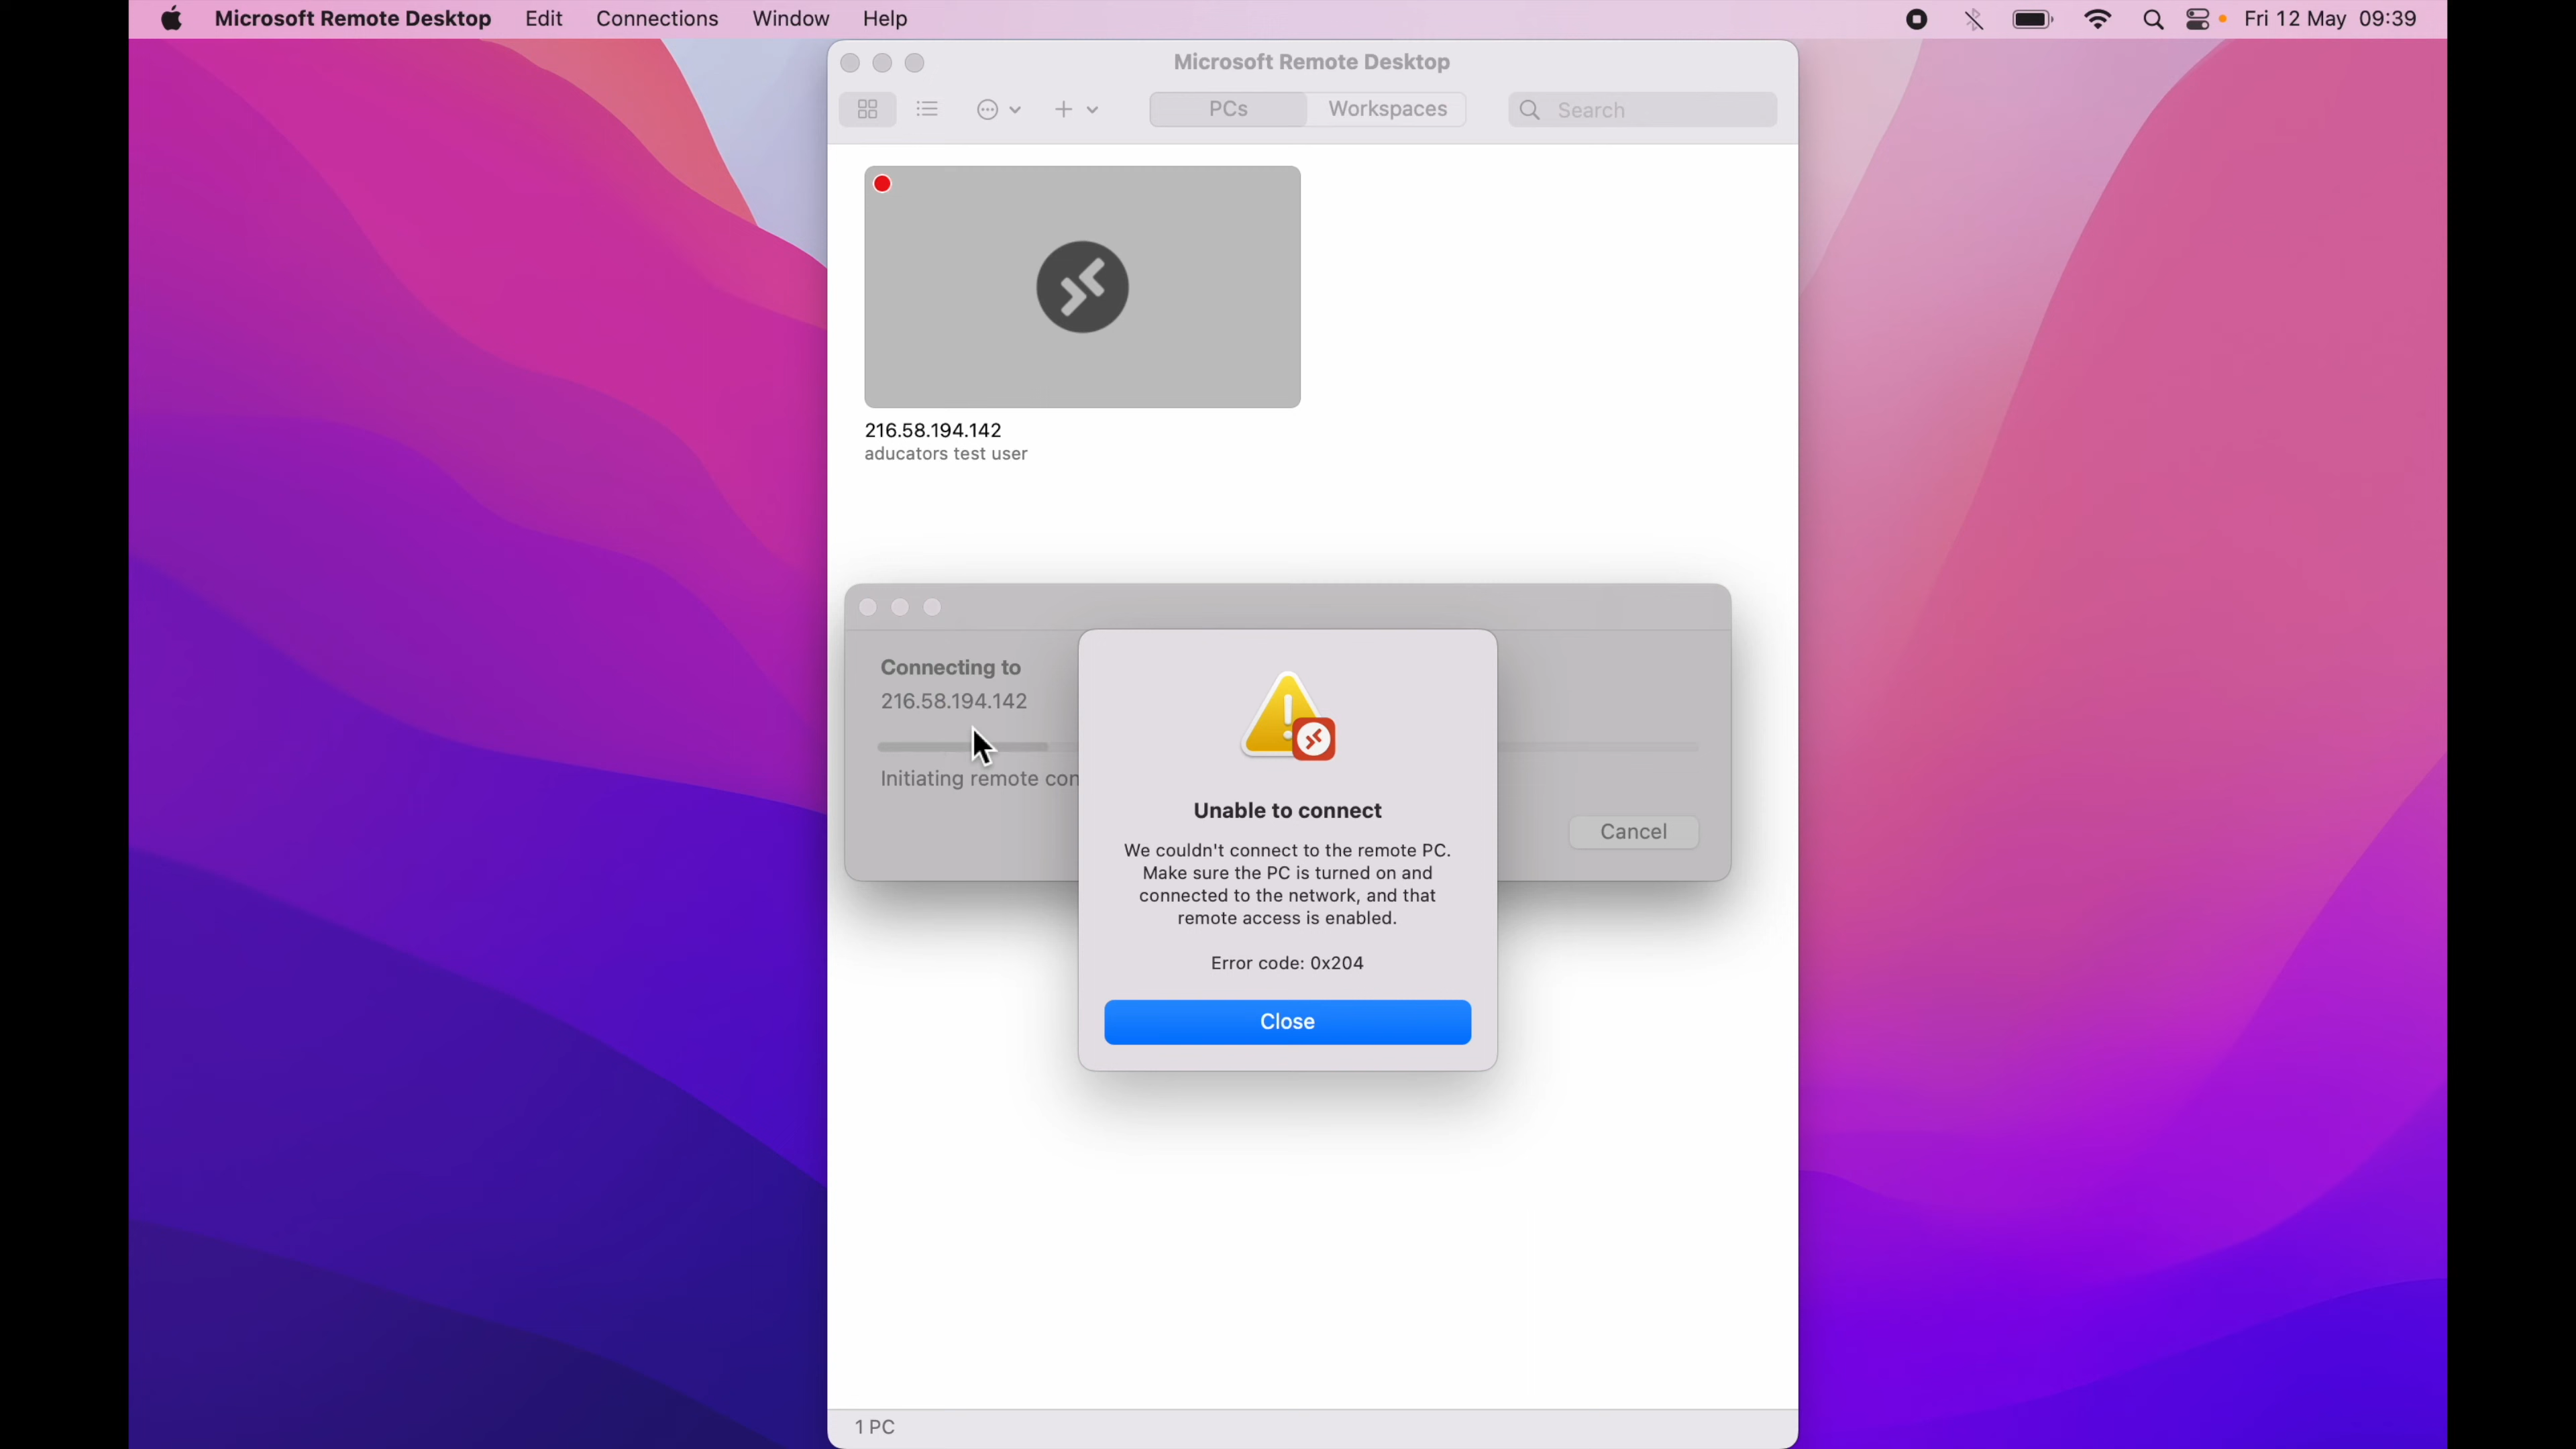 Microsoft Remote Desktop Edit Connections Window Help Fri 12 May 09:39
Microsoft Remote Desktop
PCs Workspaces Search
216.58.194.142
aducators test user
Connecting to
216.58.194.142
Initiating remote con
Cancel
Unable to connect
We couldn't connect to the remote PC.
Make sure the PC is turned on and
connected to the network, and that
remote access is enabled.
Error code: 0x204
Close
1 PC